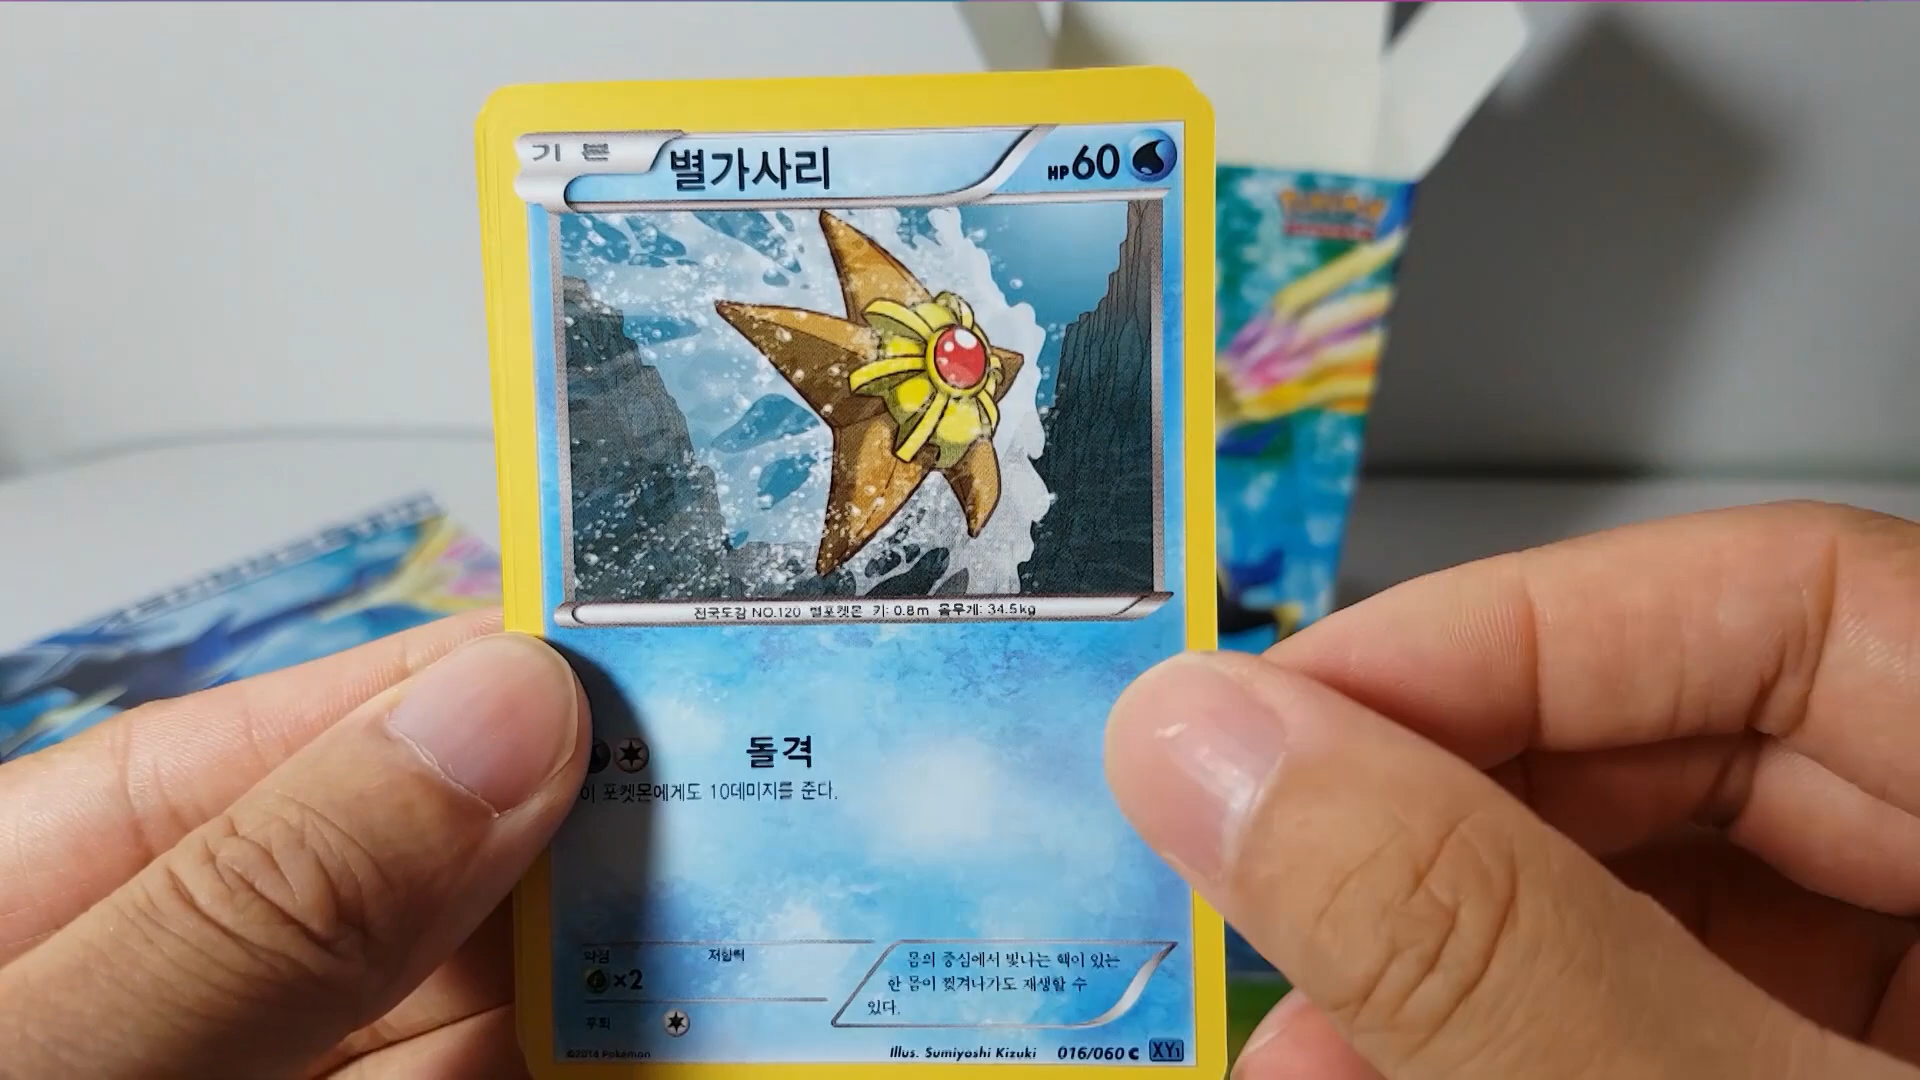 기본 별가사리 HP60
전국도감 NO.120 별포켓몬 키: 0.8m 몸무게: 34.5kg
돌격
이 포켓몬에게도 10데미지를 준다.
약점 저항력
×2
후퇴
몸의 중심에서 빛나는 핵이 있는
한 몸이 찢겨나가도 재생할 수
있다.
©2014 Pokémon Illus. Sumiyoshi Kizuki 016/060 C XY1